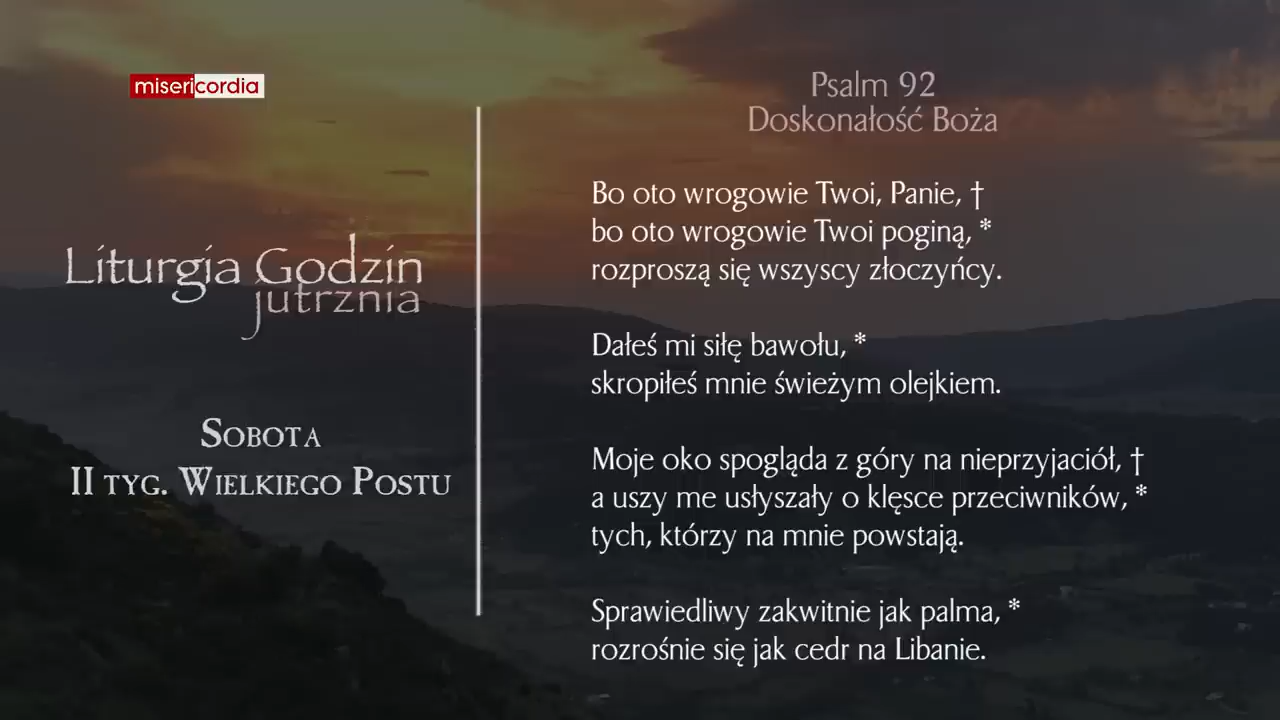 misericordia
Liturgia Godzin
jutrznia
Sobota
II tyg. Wielkiego Postu
Psalm 92
Doskonałość Boża
Bo oto wrogowie Twoi, Panie, †
bo oto wrogowie Twoi poginą, *
rozproszą się wszyscy złoczyńcy.
Dałeś mi siłę bawołu, *
skropiłeś mnie świeżym olejkiem.
Moje oko spogląda z góry na nieprzyjaciół, †
a uszy me usłyszały o klęsce przeciwników, *
tych, którzy na mnie powstają.
Sprawiedliwy zakwitnie jak palma, *
rozrośnie się jak cedr na Libanie.